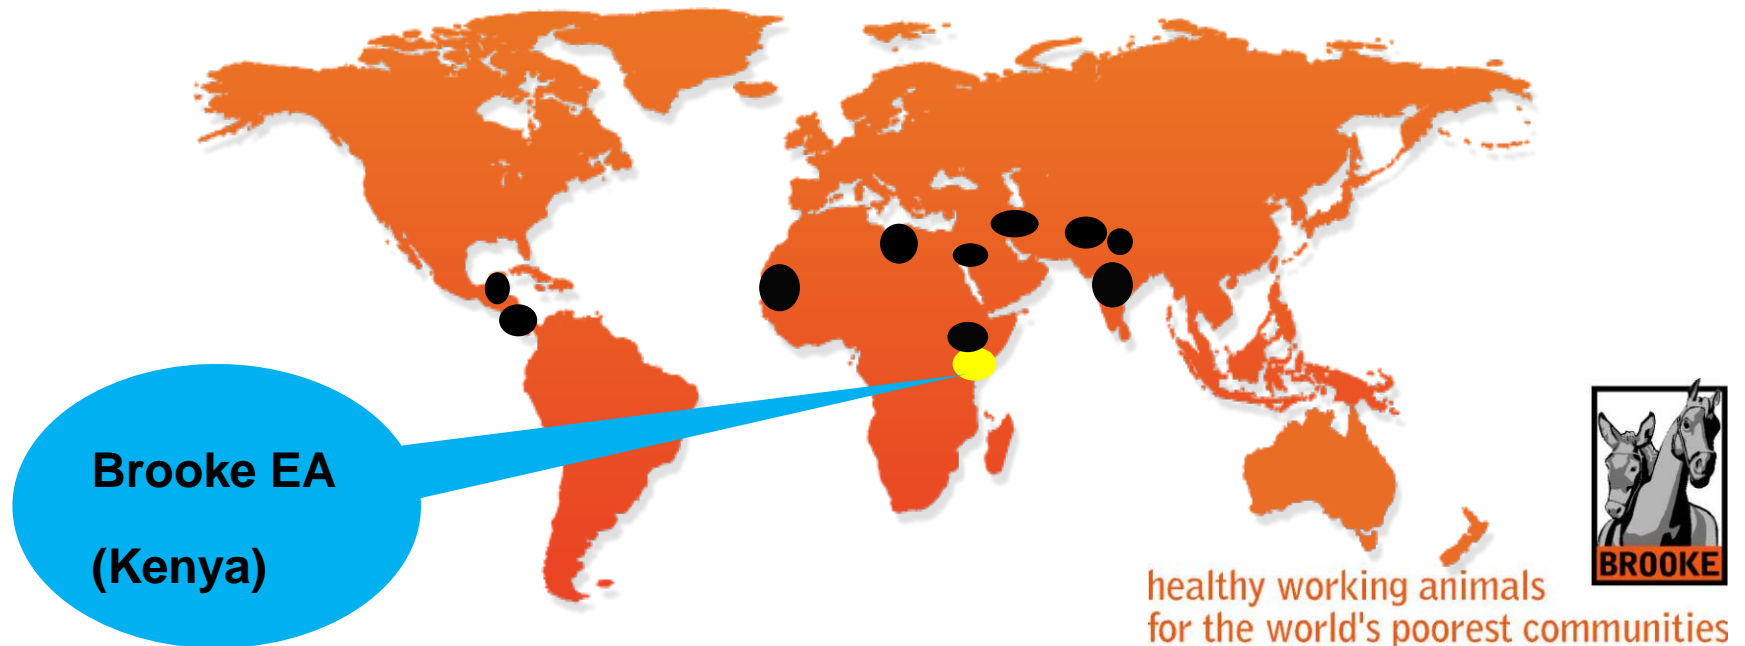 Brooke EA
(Kenya)
BROOKE
healthy working animals
for the world's poorest communities